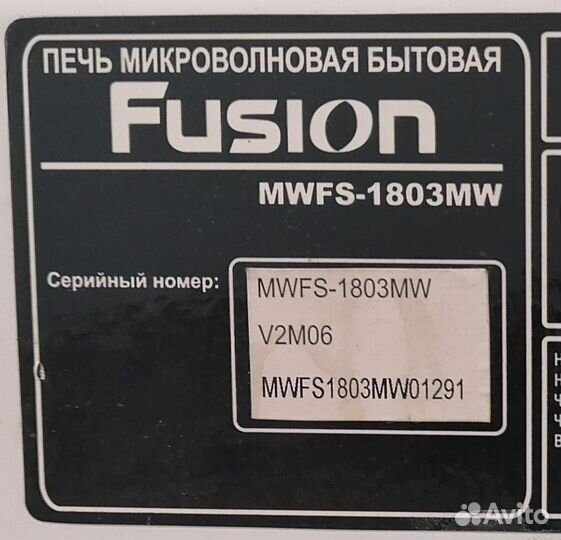 ПЕЧЬ МИКРОВОЛНОВАЯ БЫТОВАЯ
Fusion
MWFS-1803MW
Серийный номер:
MWFS-1803MW
V2M06
MWFS1803MW01291
Avito